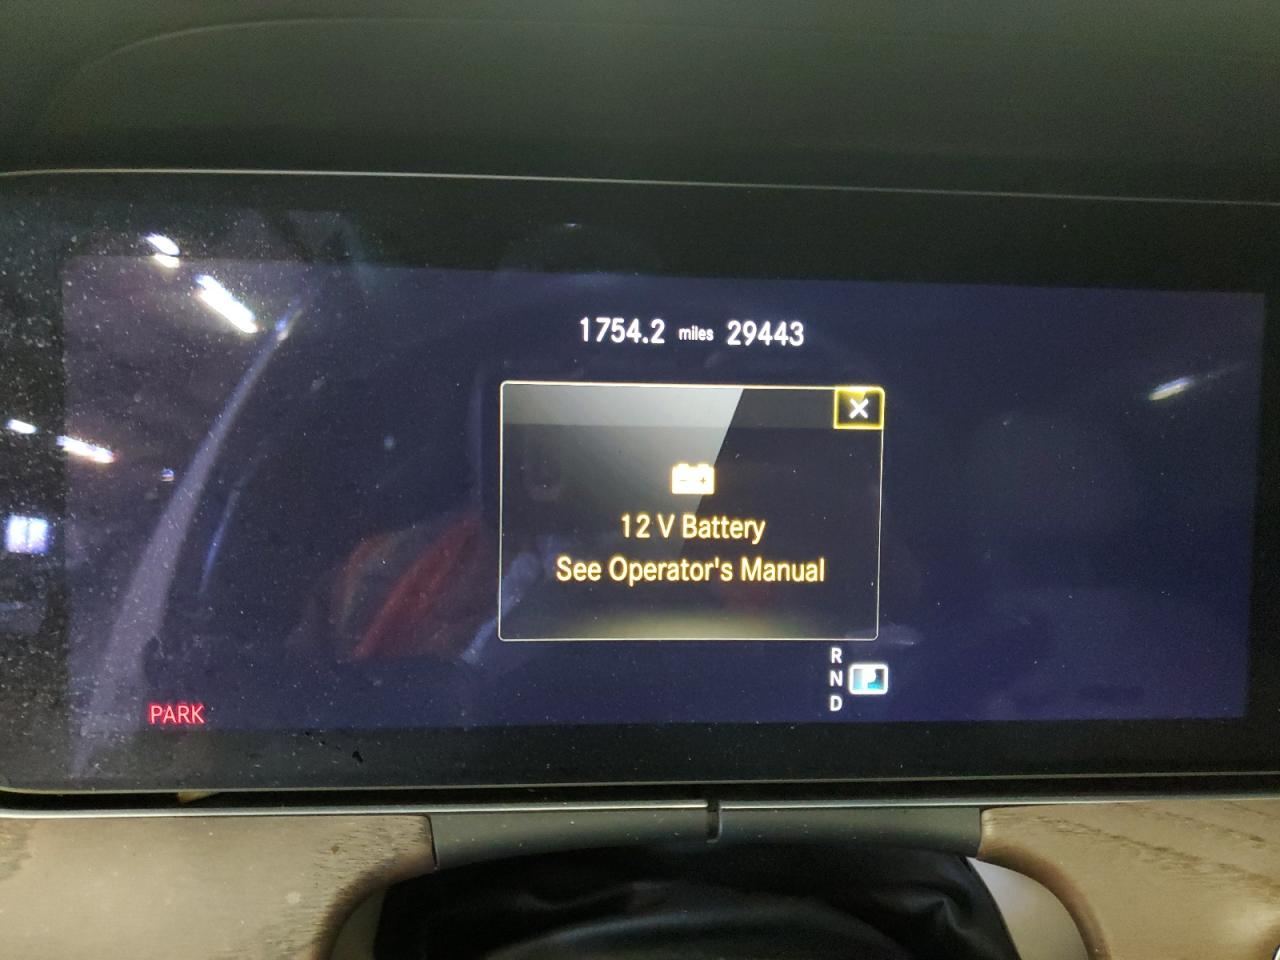 1754.2 miles 29443
12 V Battery
See Operator's Manual
R
N P
D
PARK